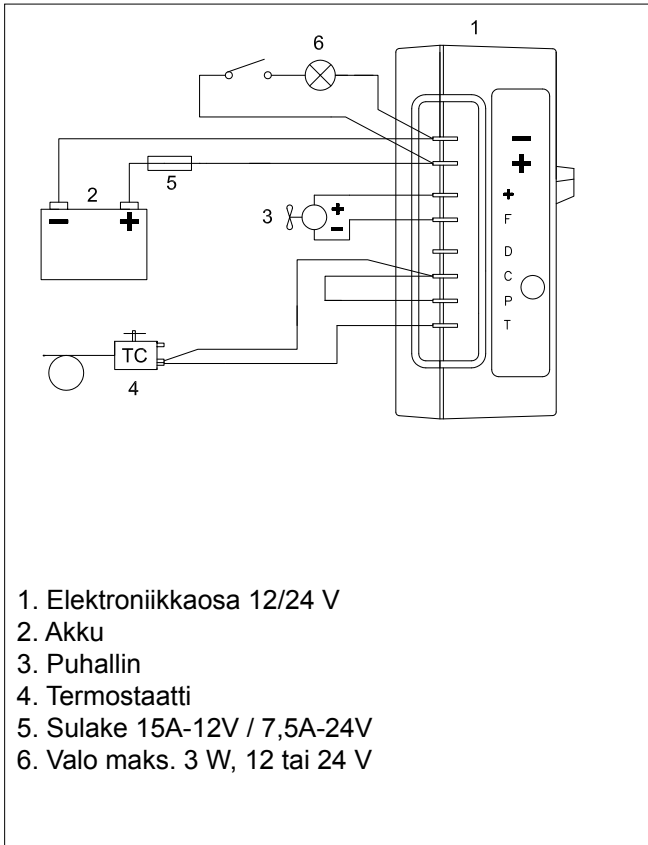 1
6
2
5
3
4
TC
−
+
+
−
−
+
+
F
D
C
P
T
1. Elektroniikkaosa 12/24 V
2. Akku
3. Puhallin
4. Termostaatti
5. Sulake 15A-12V / 7,5A-24V
6. Valo maks. 3 W, 12 tai 24 V